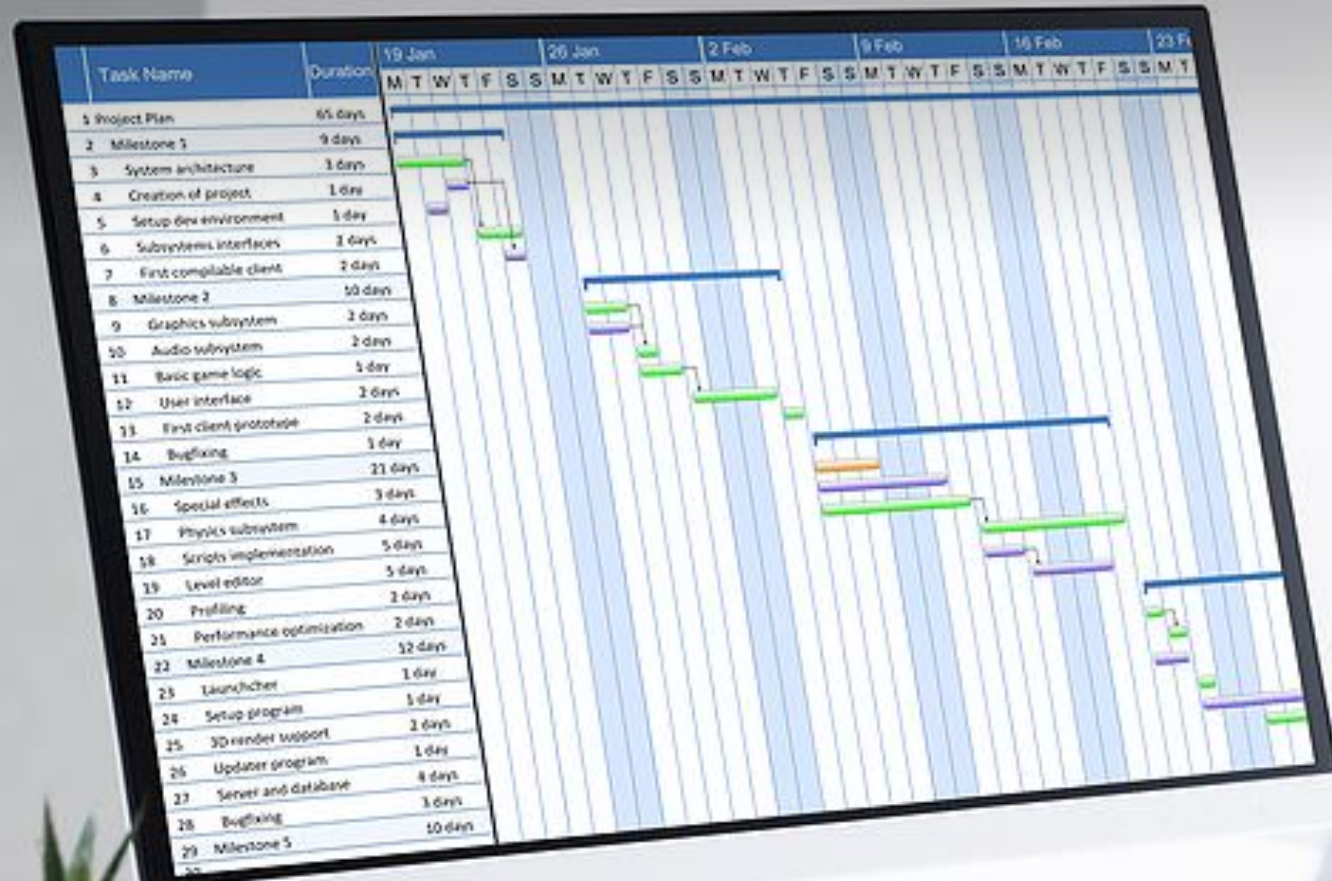 Task Name Duration 19 Jan 26 Jan 2 Feb 9 Feb 16 Feb 23 F
M T W T F S S M T W T F S S M T W T F S S M T W T F S S M T W T F S S M T
1 Project Plan 65 days
2 Milestone 1 9 days
3 System architecture 3 days
4 Creation of project 1 day
5 Setup dev environment 1 day
6 Subsystems interfaces 2 days
7 First compilable client 2 days
8 Milestone 2 10 days
9 Graphics subsystem 2 days
10 Audio subsystem 2 days
11 Basic game logic 1 day
12 User interface 2 days
13 First client prototype 2 days
14 Bugfixing 1 day
15 Milestone 3 21 days
16 Special effects 3 days
17 Physics subsystem 4 days
18 Scripts implementation 5 days
19 Level editor 5 days
20 Profiling 2 days
21 Performance optimization 2 days
22 Milestone 4 12 days
23 Launchcher 1 day
24 Setup program 1 day
25 3D render support 2 days
26 Updater program 1 day
27 Server and database days
28 Bugfixing 3 days
29 Milestone 5 10 days